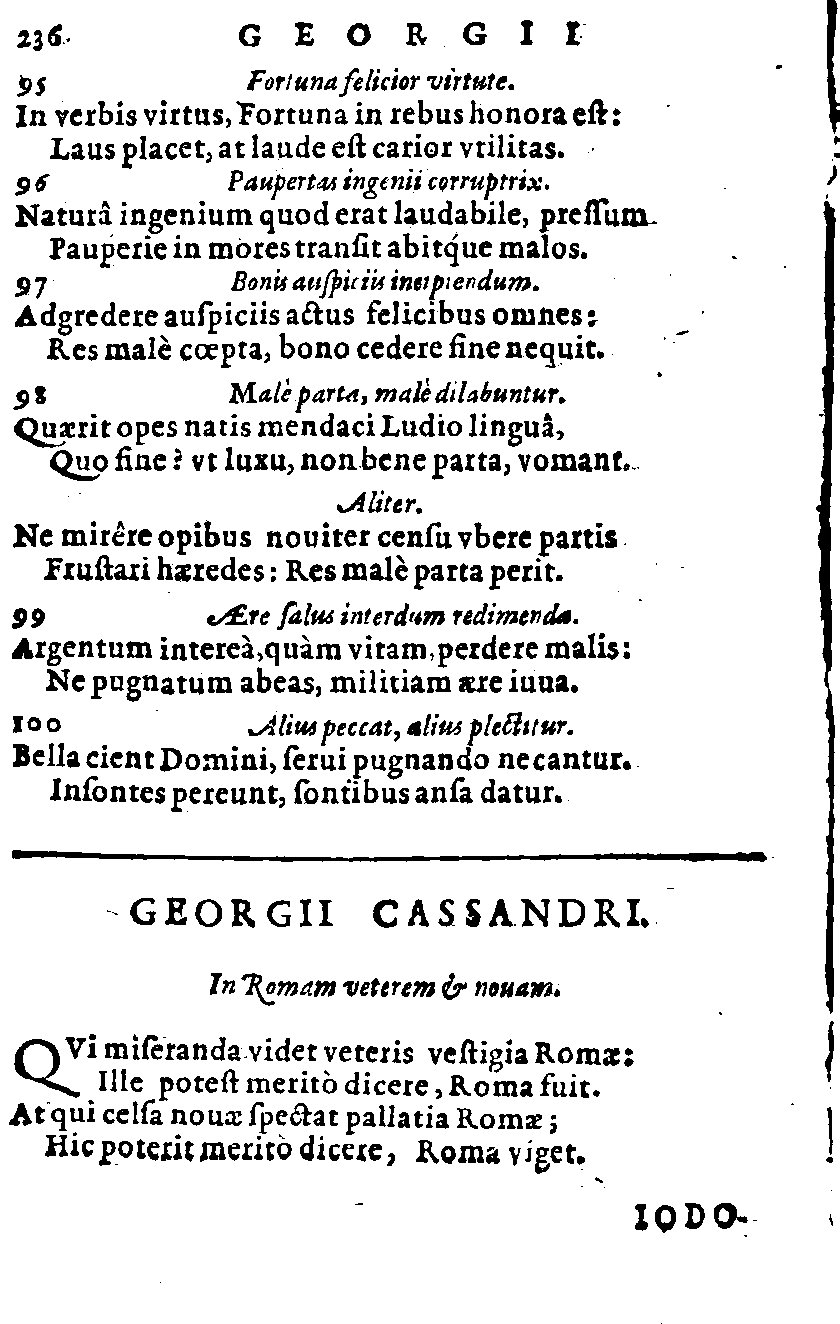 236. G E O R G I I
95 Fortuna felicior virtute.
In verbis virtus, Fortuna in rebus honora eſt:
Laus placet, at laude eſt carior vtilitas.
96 Paupertas ingenii corruptrix.
Naturâ ingenium quod erat laudabile, preſſum
Pauperie in mores tranſit abitq́ue malos.
97 Bonis auſpiciis incipiendum.
Adgredere auſpiciis actus felicibus omnes:
Res malè cœpta, bono cedere fine nequit.
98 Malè parta, malè dilabuntur.
Quærit opes natis mendaci Ludio linguâ,
Quo fine? vt luxu, non bene parta, vomant.
Aliter.
Ne mirêre opibus nouiter cenſu vbere partis
Fruſtari hæredes: Res malè parta perit.
99 Ære ſalus interdum redimenda.
Argentum intereà, quàm vitam, perdere malis:
Ne pugnatum abeas, militiam ære iuua.
100 Alius peccat, alius plectitur.
Bella cient Domini, ſerui pugnando necantur.
Inſontes pereunt, ſontibus anſa datur.
GEORGII CASSANDRI.
In Romam veterem & nouam.
QVi miſeranda videt veteris veſtigia Romæ:
Ille poteſt meritò dicere, Roma fuit.
At qui celſa nouæ ſpectat pallatia Romæ;
Hic poterit meritò dicere, Roma viget.
IODO-